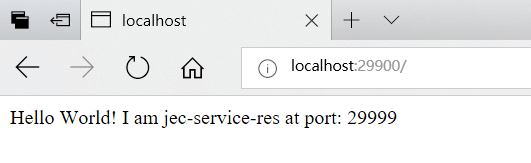 localhost
localhost:29900/
Hello World! I am jec-service-res at port: 29999